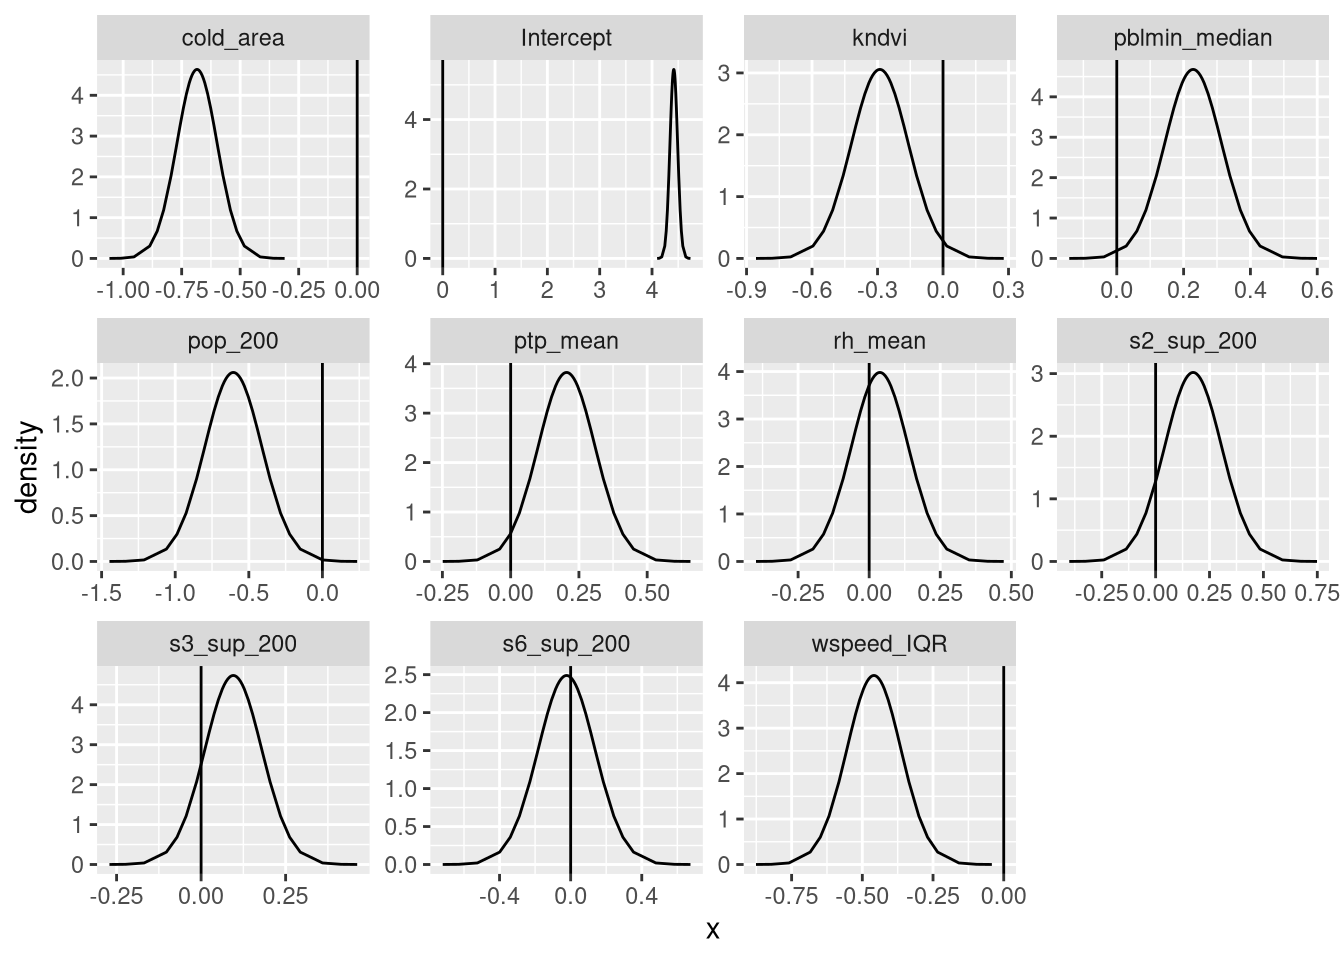 cold_area Intercept kndvi pblmin_median
4 3 2 1 0
4 2 0
3 2 1 0
4 3 2 1 0
-1.00 -0.75 -0.50 -0.25 0.00
0 1 2 3 4
-0.9 -0.6 -0.3 0.0 0.3
0.0 0.2 0.4 0.6
pop_200 ptp_mean rh_mean s2_sup_200
2.0 1.5 1.0 0.5 0.0
4 3 2 1 0
4 3 2 1 0
3 2 1 0
-1.5 -1.0 -0.5 0.0
-0.25 0.00 0.25 0.50
-0.25 0.00 0.25 0.50
-0.25 0.00 0.25 0.50 0.75
density
s3_sup_200 s6_sup_200 wspeed_IQR
4 3 2 1 0
2.5 2.0 1.5 1.0 0.5 0.0
4 3 2 1 0
-0.25 0.00 0.25
-0.4 0.0 0.4
-0.75 -0.50 -0.25 0.00
x